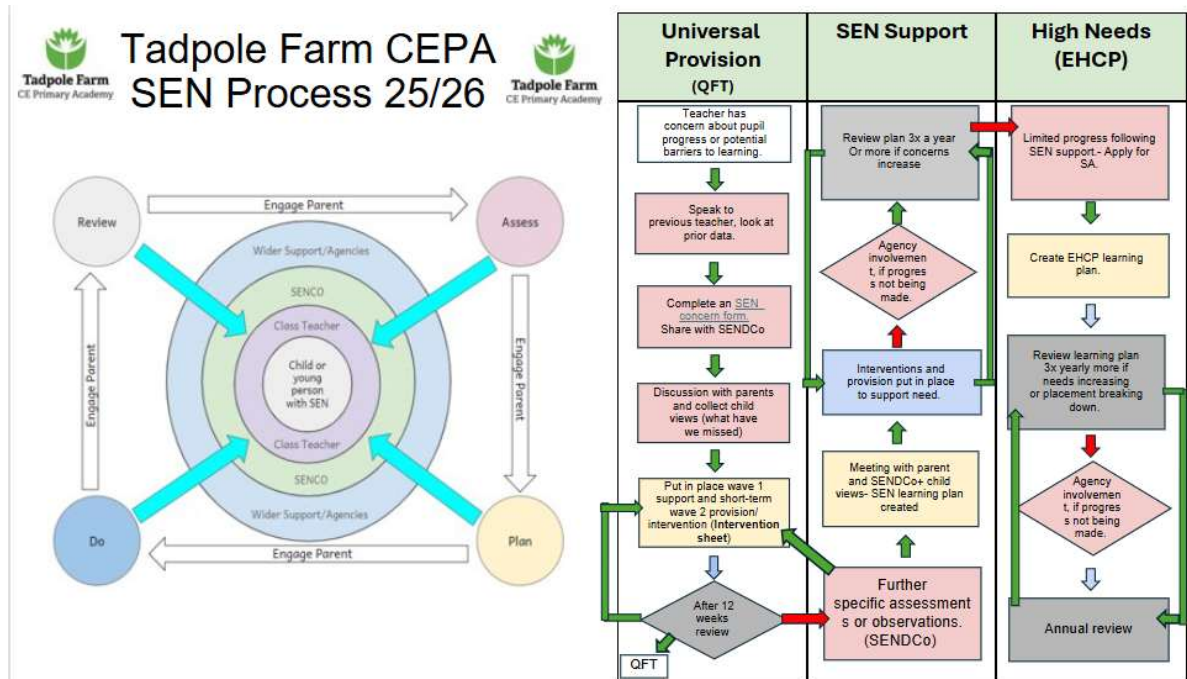 Tadpole Farm
CE Primary Academy
Tadpole Farm CEPA
SEN Process 25/26
Tadpole Farm
CE Primary Academy
Review
Engage Parent
Assess
Wider Support/Agencies
SENCO
Class Teacher
Child or
young
person
with SEN
Class Teacher
SENCO
Wider Support/Agencies
Engage Parent
Engage Parent
Do
Engage Parent
Plan
Universal
Provision
(QFT)
Teacher has
concern about pupil
progress or potential
barriers to learning.
Speak to
previous teacher, look at
prior data.
Complete an SEN
concern form.
Share with SENDCo
Discussion with parents
and collect child
views (what have
we missed)
Put in place wave 1
support and short-term
wave 2 provision/
intervention (Intervention
sheet)
After 12
weeks
review
QFT
SEN Support
Review plan 3x a year
Or more if concerns
increase
Agency
involvemen
t, if progres
s not being
made.
Interventions and
provision put in place
to support need.
Meeting with parent
and SENDCo+ child
views- SEN learning plan
created
Further
specific assessment
s or observations.
(SENDCo)
High Needs
(EHCP)
Limited progress following
SEN support.- Apply for
SA.
Create EHCP learning
plan.
Review learning plan
3x yearly more if
needs increasing
or placement breaking
down.
Agency
involvemen
t, if progres
s not being
made.
Annual review